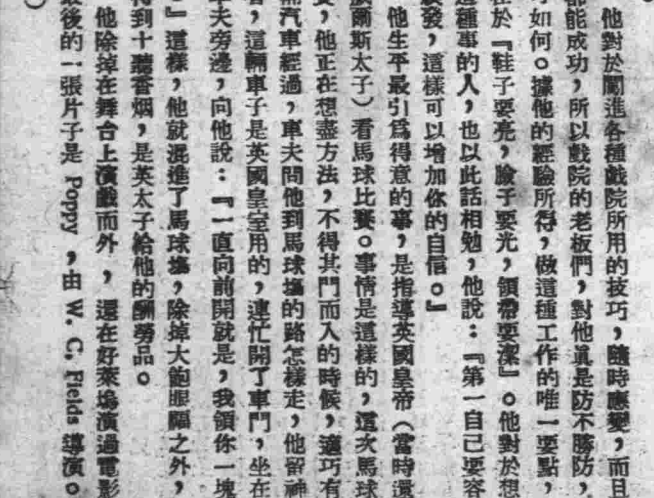 他對於闖進各種戲院所用的技巧，隨時應變，而且
都能成功，所以戲院的老板們，對他眞是防不勝防，
可如何。據他的經驗所得，做這種工作的唯一要點，
在於『鞋子要亮，臉子要光，領帶要潔』。他對於想
這種事的人，也以此話相勉，他說：『第一自己要容
煥發，這樣可以增加你的自信。』
他生平最引爲得意的事，是指導英國皇帝（當時還
威爾斯太子）看馬球比賽。事情是這樣的，這次馬球
，他正在想盡方法，不得其門而入的時候，適巧有
汽車經過，車夫問他到馬球塲的路怎樣走，他留神
，這輛車子是英國皇室用的，連忙開了車門，坐在
車夫旁邊，向他說：『一直向前開就是，我領你一塊
』這樣，他就混進了馬球塲，除掉大飽眼福之外，
得到十聽香烟，是英太子給他的酬勞品。
他除掉在舞台上演戲而外，還在好萊塢演過電影
最後的一張片子是 Poppy，由 W. C. Fields 導演。
）